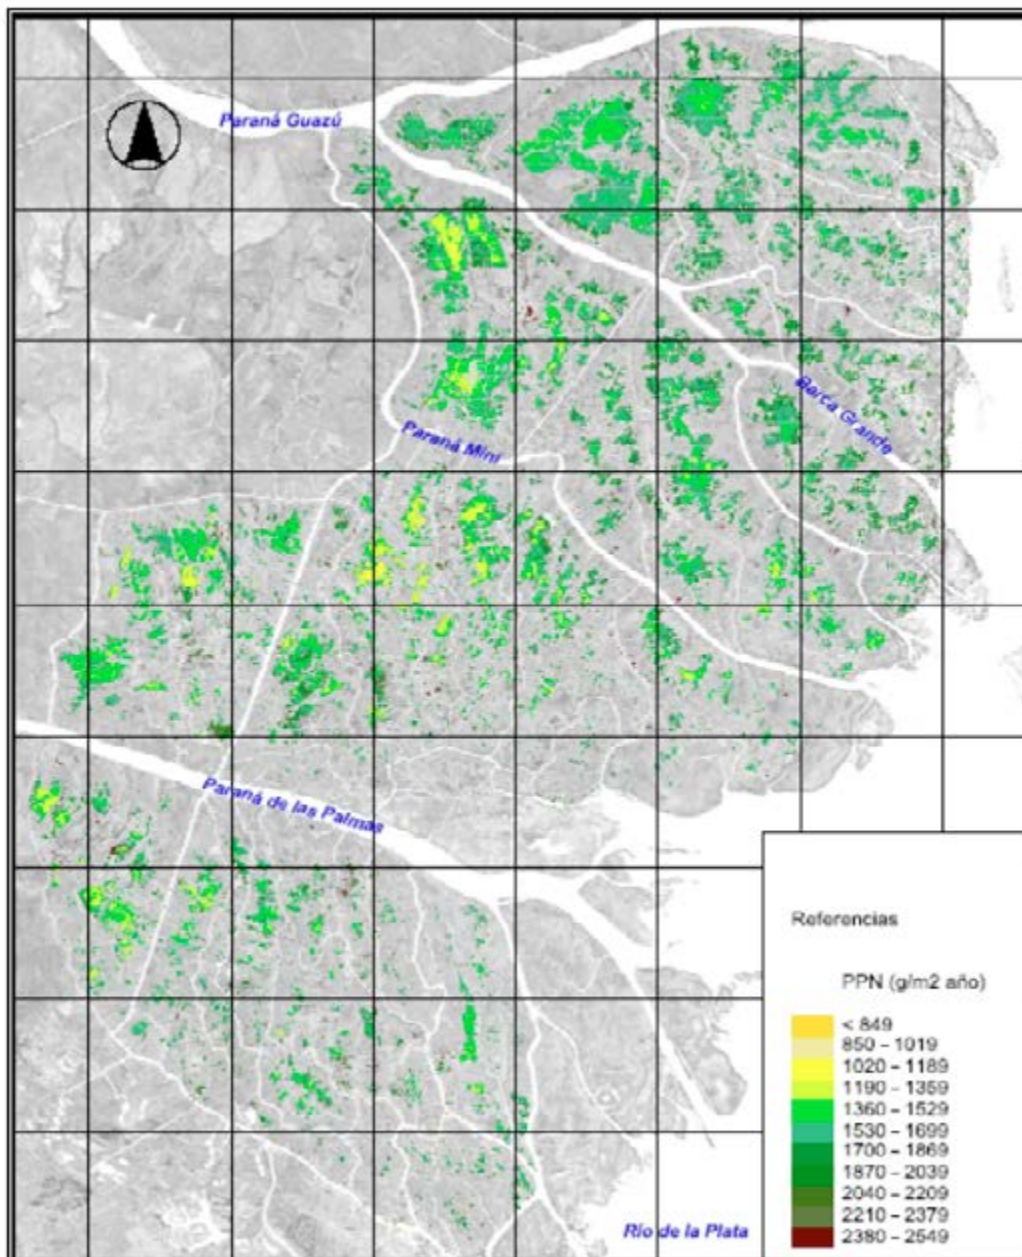 Paraná Guazú
Barca Grande
Paraná Miní
Paraná de las Palmas
Referencias
PPN (g/m2 año)
< 849
850 – 1019
1020 – 1189
1190 – 1359
1360 – 1529
1530 – 1699
1700 – 1869
1870 – 2039
2040 – 2209
2210 – 2379
2380 – 2549
Río de la Plata